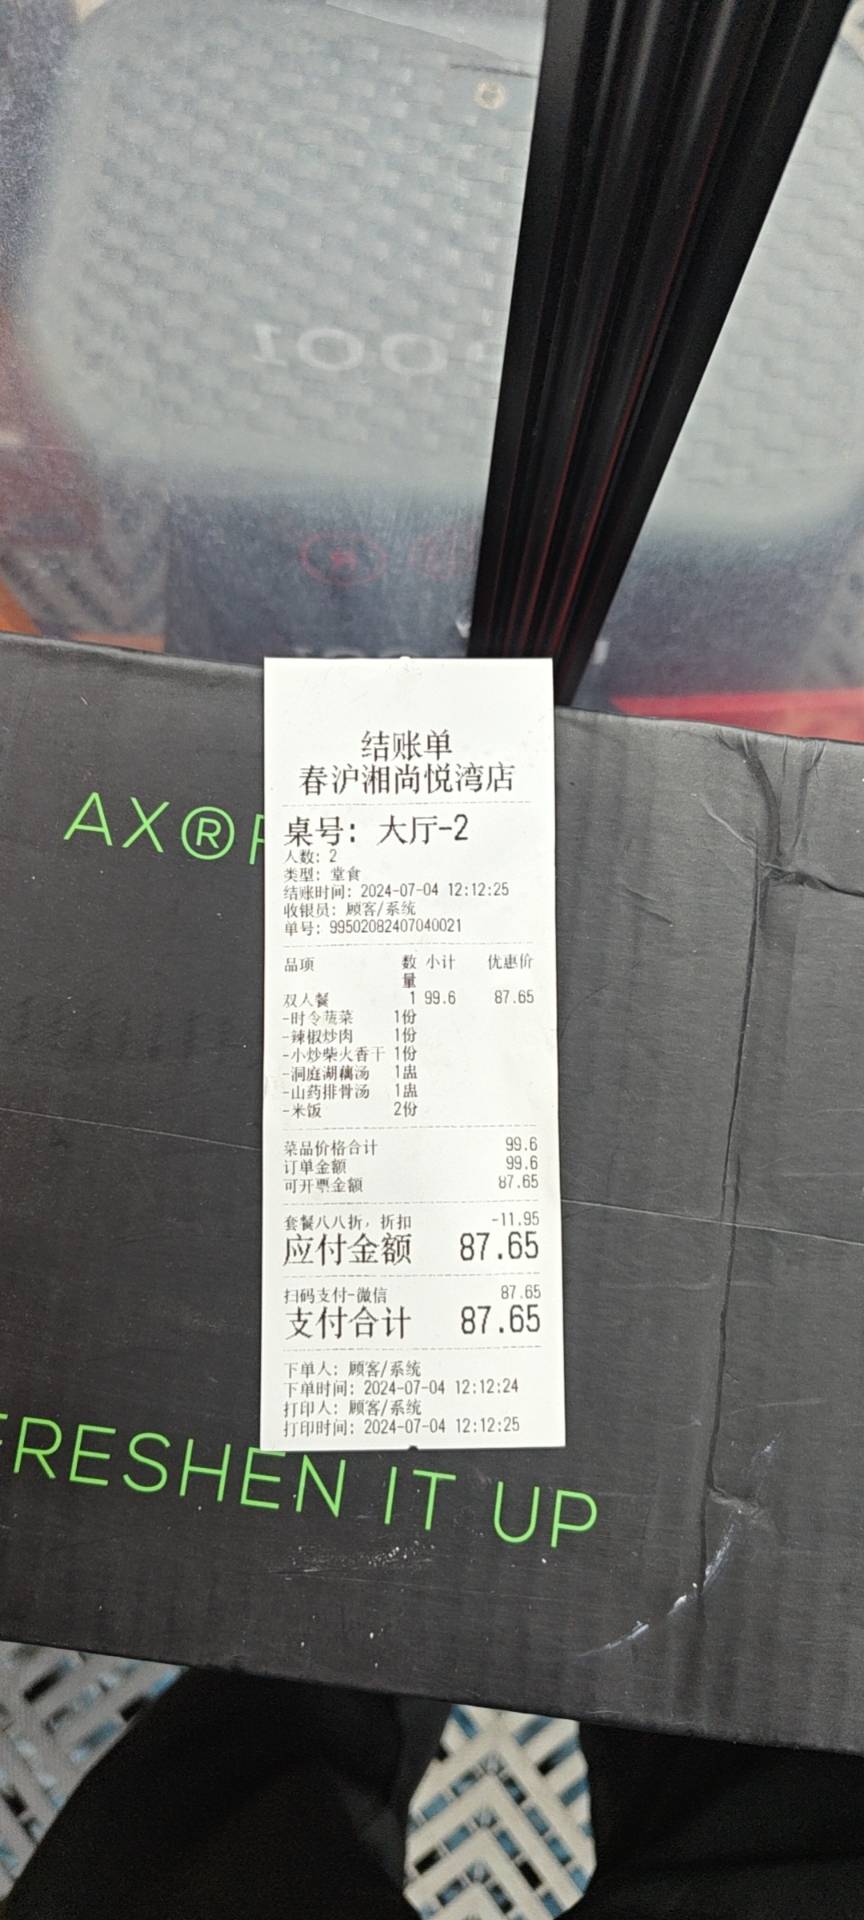 1001
结账单
春沪湘尚悦湾店
AX®
桌号: 大厅-2
人数: 2
类型: 堂食
结账时间: 2024-07-04 12:12:25
收银员: 顾客/系统
单号: 99502082407040021
品项 数量 小计 优惠价
双人餐 1 99.6 87.65
-时令蔬菜 1份
-辣椒炒肉 1份
-小炒柴火香干 1份
-洞庭湖藕汤 1盅
-山药排骨汤 1盅
-米饭 2份
菜品价格合计 99.6
订单金额 99.6
可开票金额 87.65
套餐八八折, 折扣 -11.95
应付金额 87.65
扫码支付-微信 87.65
支付合计 87.65
下单人: 顾客/系统
下单时间: 2024-07-04 12:12:24
打印人: 顾客/系统
打印时间: 2024-07-04 12:12:25
FRESHEN IT UP